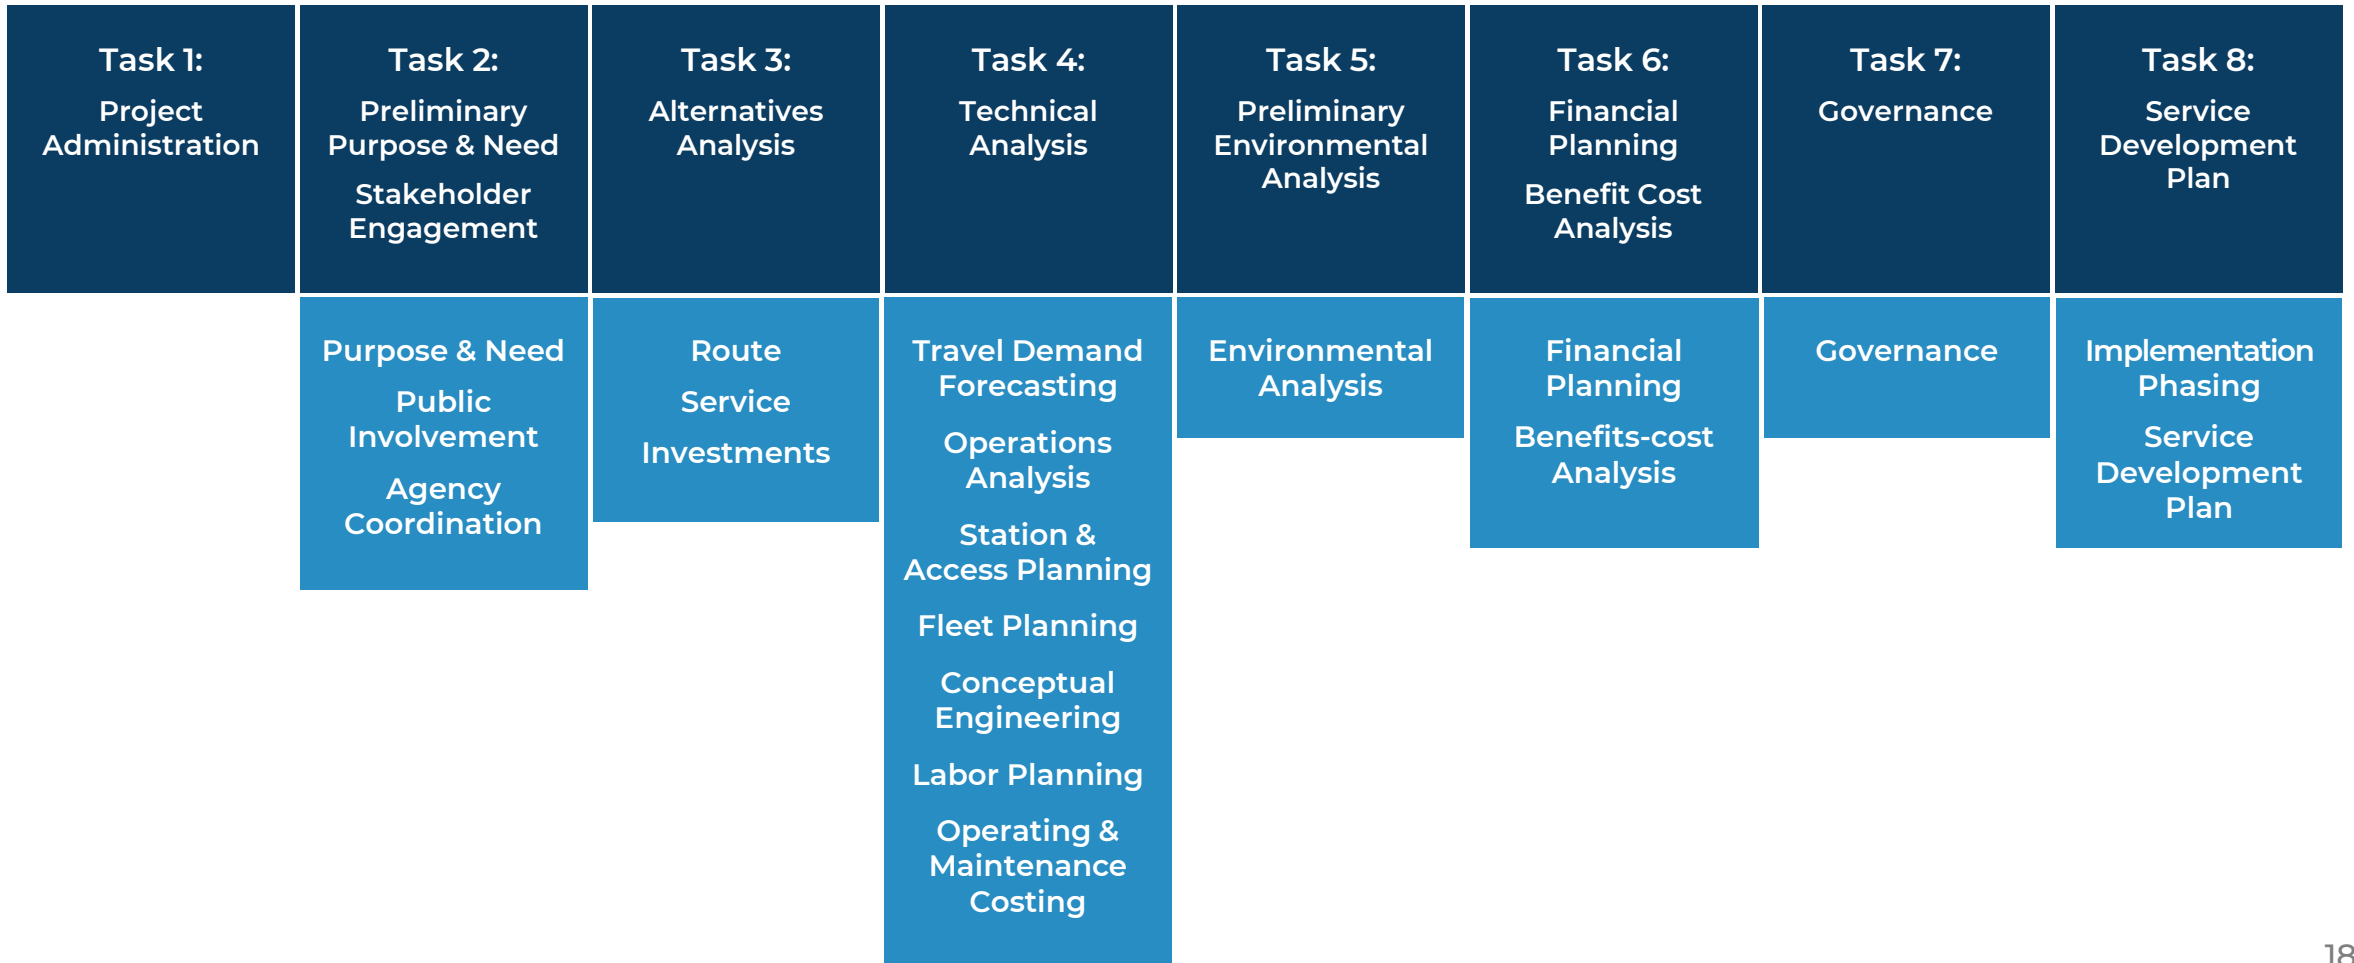 Task 1:
Project
Administration
Task 2:
Preliminary
Purpose & Need
Stakeholder
Engagement
Task 3:
Alternatives
Analysis
Task 4:
Technical
Analysis
Task 5:
Preliminary
Environmental
Analysis
Task 6:
Financial
Planning
Benefit Cost
Analysis
Task 7:
Governance
Task 8:
Service
Development
Plan
Purpose & Need
Public
Involvement
Agency
Coordination
Route
Service
Investments
Travel Demand
Forecasting
Operations
Analysis
Station &
Access Planning
Fleet Planning
Conceptual
Engineering
Labor Planning
Operating &
Maintenance
Costing
Environmental
Analysis
Financial
Planning
Benefits-cost
Analysis
Governance
Implementation
Phasing
Service
Development
Plan
18